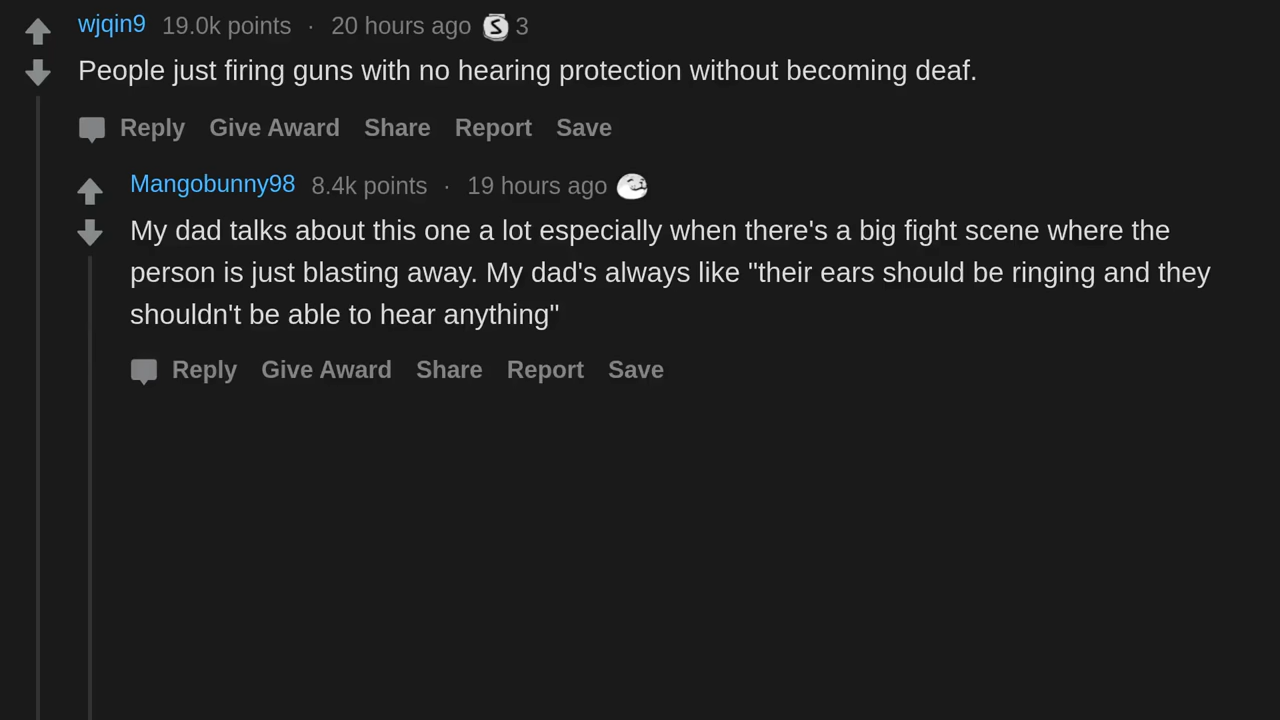 wjqin9 19.0k points · 20 hours ago S 3
People just firing guns with no hearing protection without becoming deaf.
Reply Give Award Share Report Save
Mangobunny98 8.4k points · 19 hours ago
My dad talks about this one a lot especially when there's a big fight scene where the
person is just blasting away. My dad's always like "their ears should be ringing and they
shouldn't be able to hear anything"
Reply Give Award Share Report Save